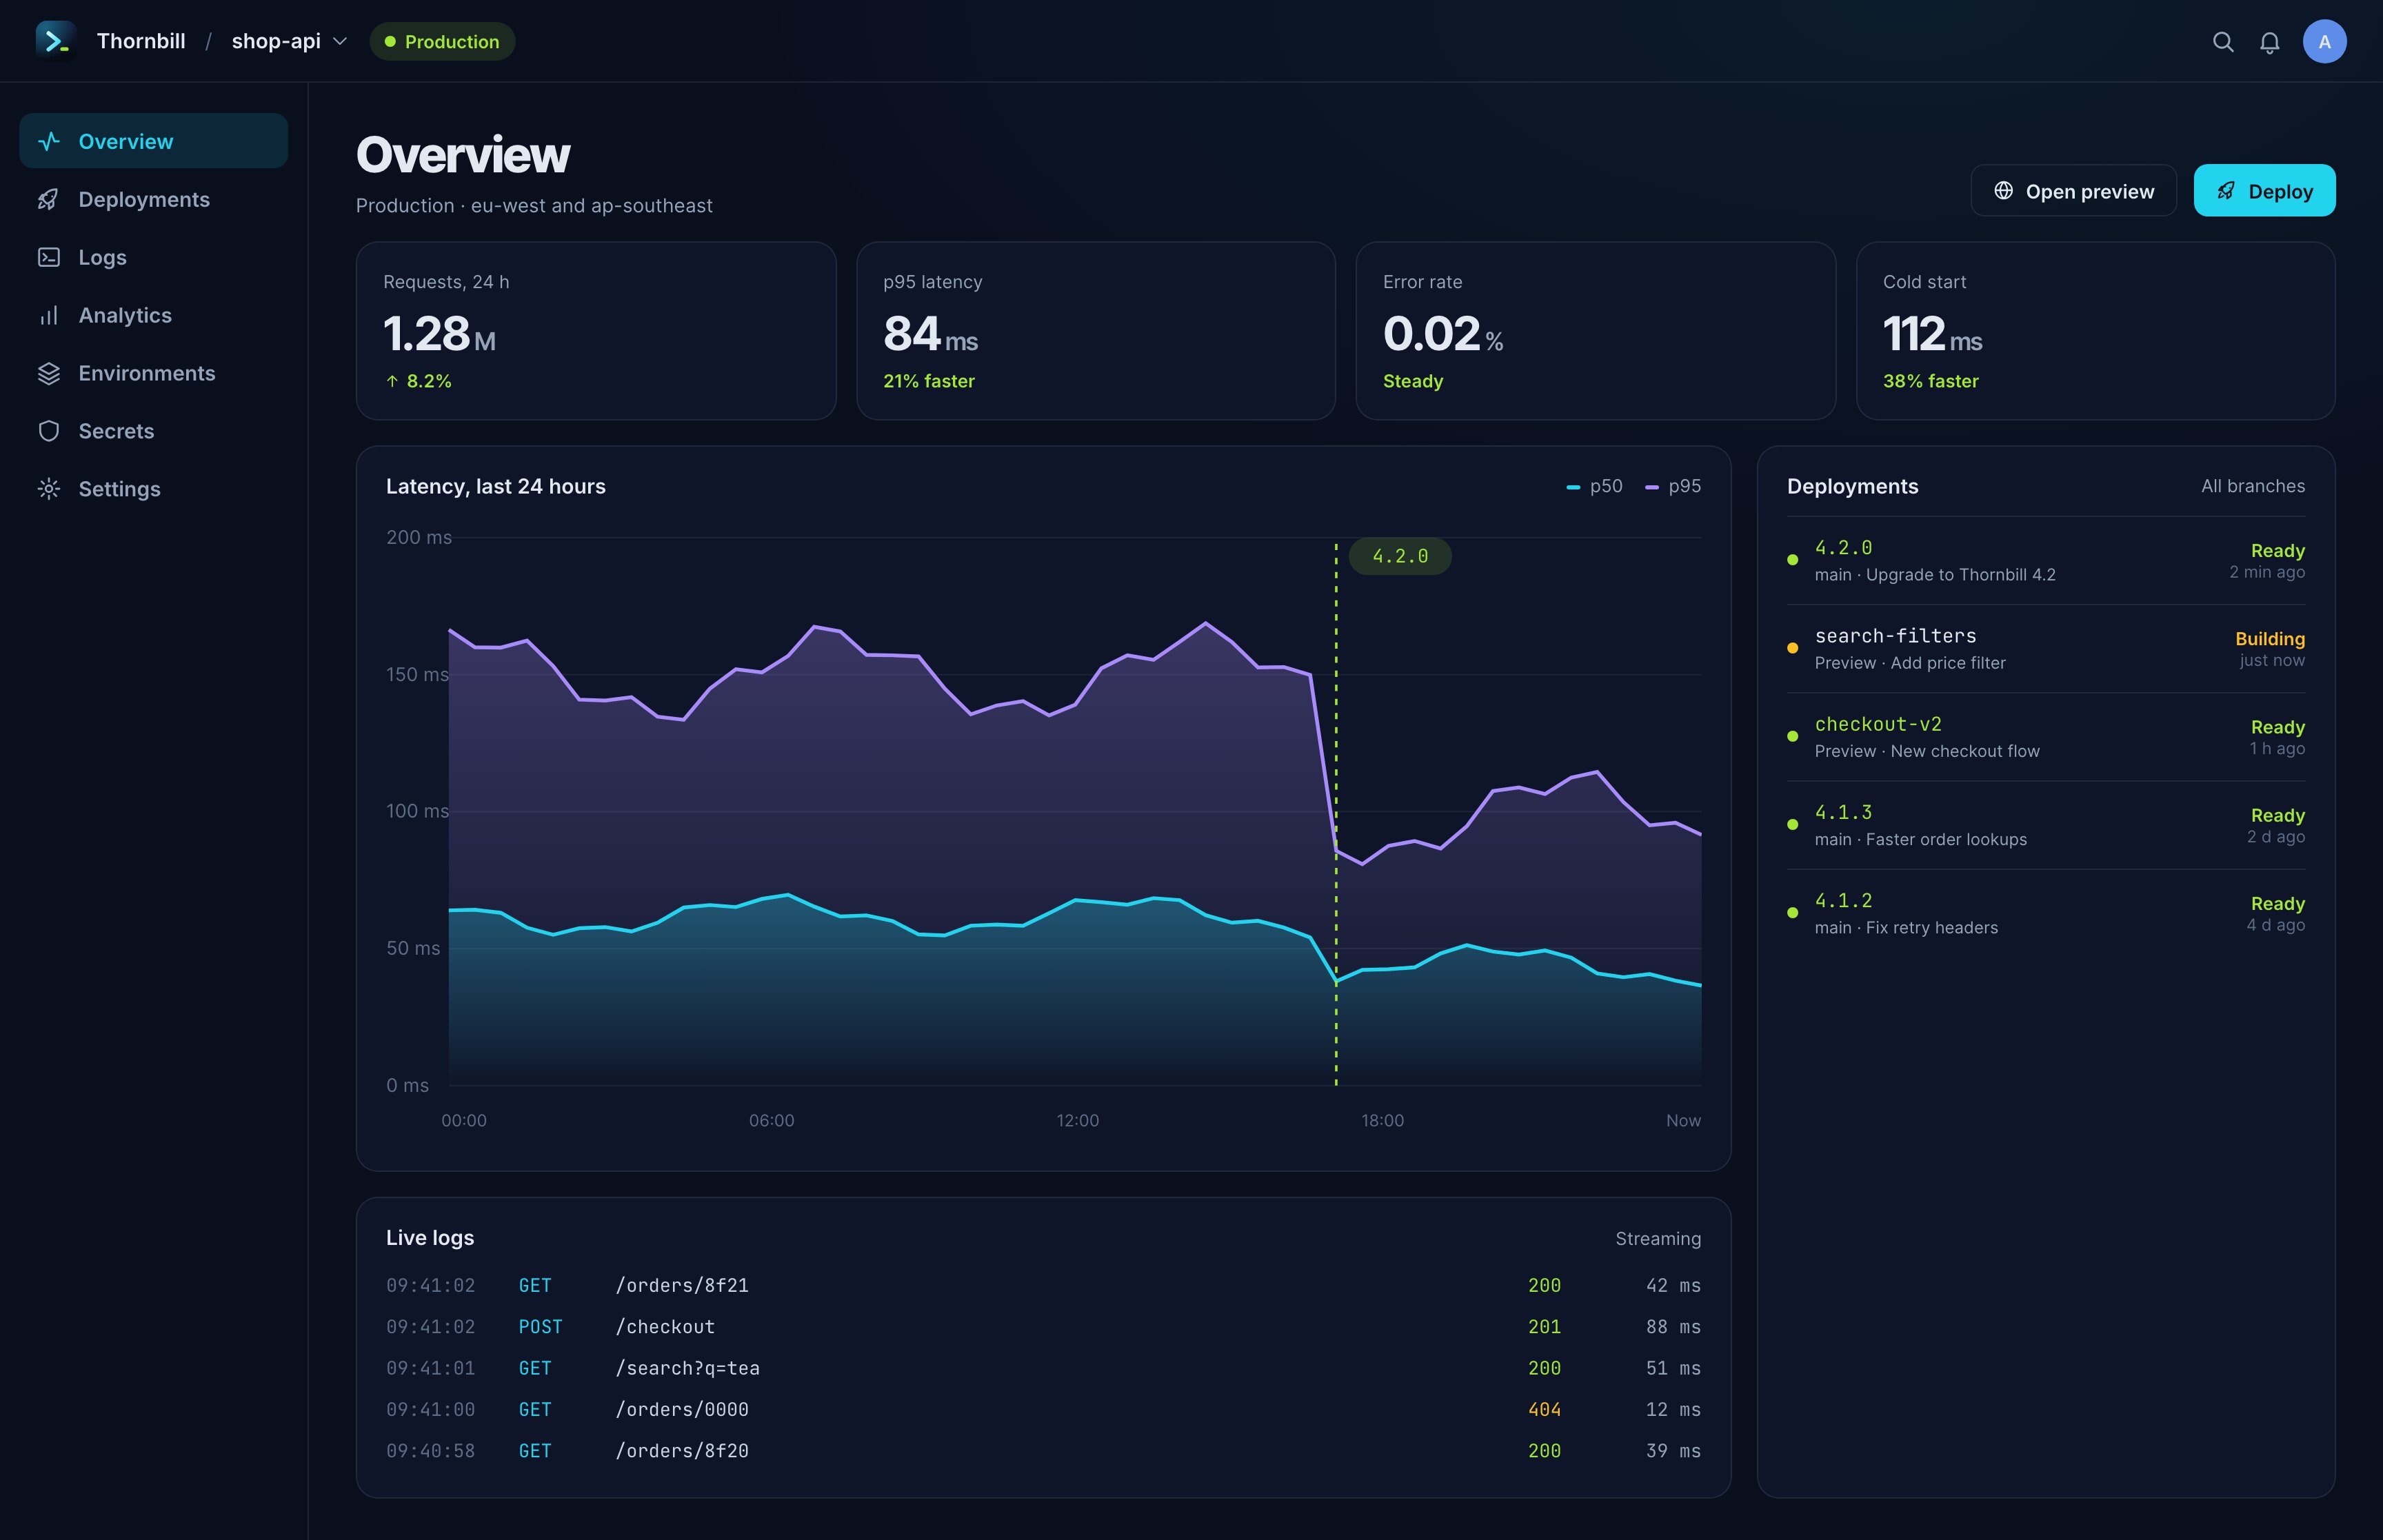 Thornbill / shop-api Production A
Overview
Deployments
Logs
Analytics
Environments
Secrets
Settings
Overview
Production · eu-west and ap-southeast
Open preview
Deploy
Requests, 24 h
1.28 M
↑ 8.2%
p95 latency
84 ms
21% faster
Error rate
0.02 %
Steady
Cold start
112 ms
38% faster
Latency, last 24 hours
p50 p95
200 ms
150 ms
100 ms
50 ms
0 ms
4.2.0
00:00 06:00 12:00 18:00 Now
Deployments All branches
4.2.0 Ready
main · Upgrade to Thornbill 4.2 2 min ago
search-filters Building
Preview · Add price filter just now
checkout-v2 Ready
Preview · New checkout flow 1 h ago
4.1.3 Ready
main · Faster order lookups 2 d ago
4.1.2 Ready
main · Fix retry headers 4 d ago
Live logs Streaming
09:41:02 GET /orders/8f21 200 42 ms
09:41:02 POST /checkout 201 88 ms
09:41:01 GET /search?q=tea 200 51 ms
09:41:00 GET /orders/0000 404 12 ms
09:40:58 GET /orders/8f20 200 39 ms